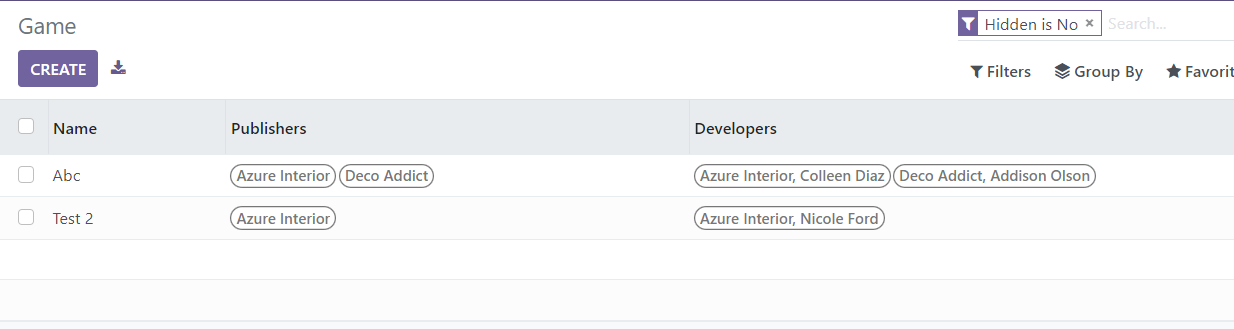 Game
Hidden is No ×
Search...
CREATE
Filters
Group By
Favorit
Name Publishers Developers
Abc Azure Interior Deco Addict Azure Interior, Colleen Diaz Deco Addict, Addison Olson
Test 2 Azure Interior Azure Interior, Nicole Ford